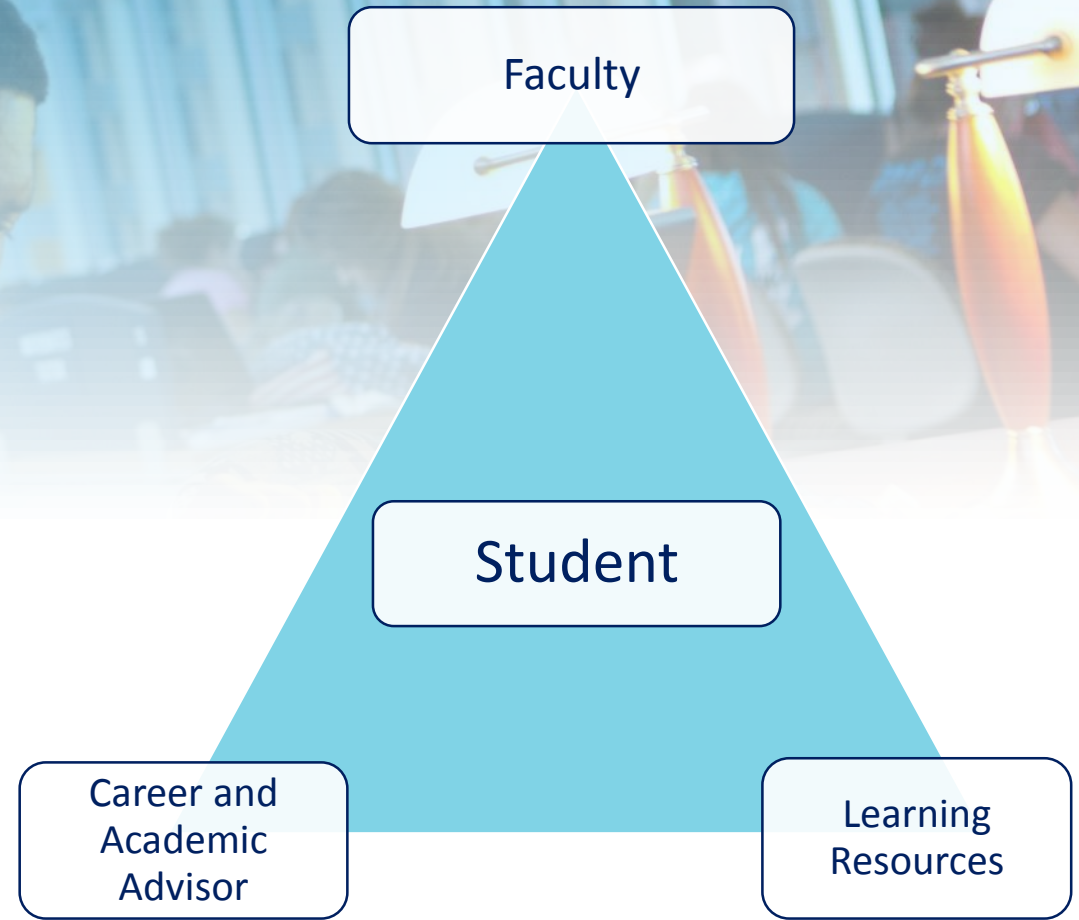 Faculty
Student
Career and
Academic
Advisor
Learning
Resources